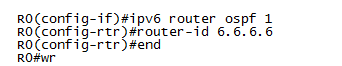 R0(config-if)#ipv6 router ospf 1
R0(config-rtr)#router-id 6.6.6.6
R0(config-rtr)#end
R0#wr